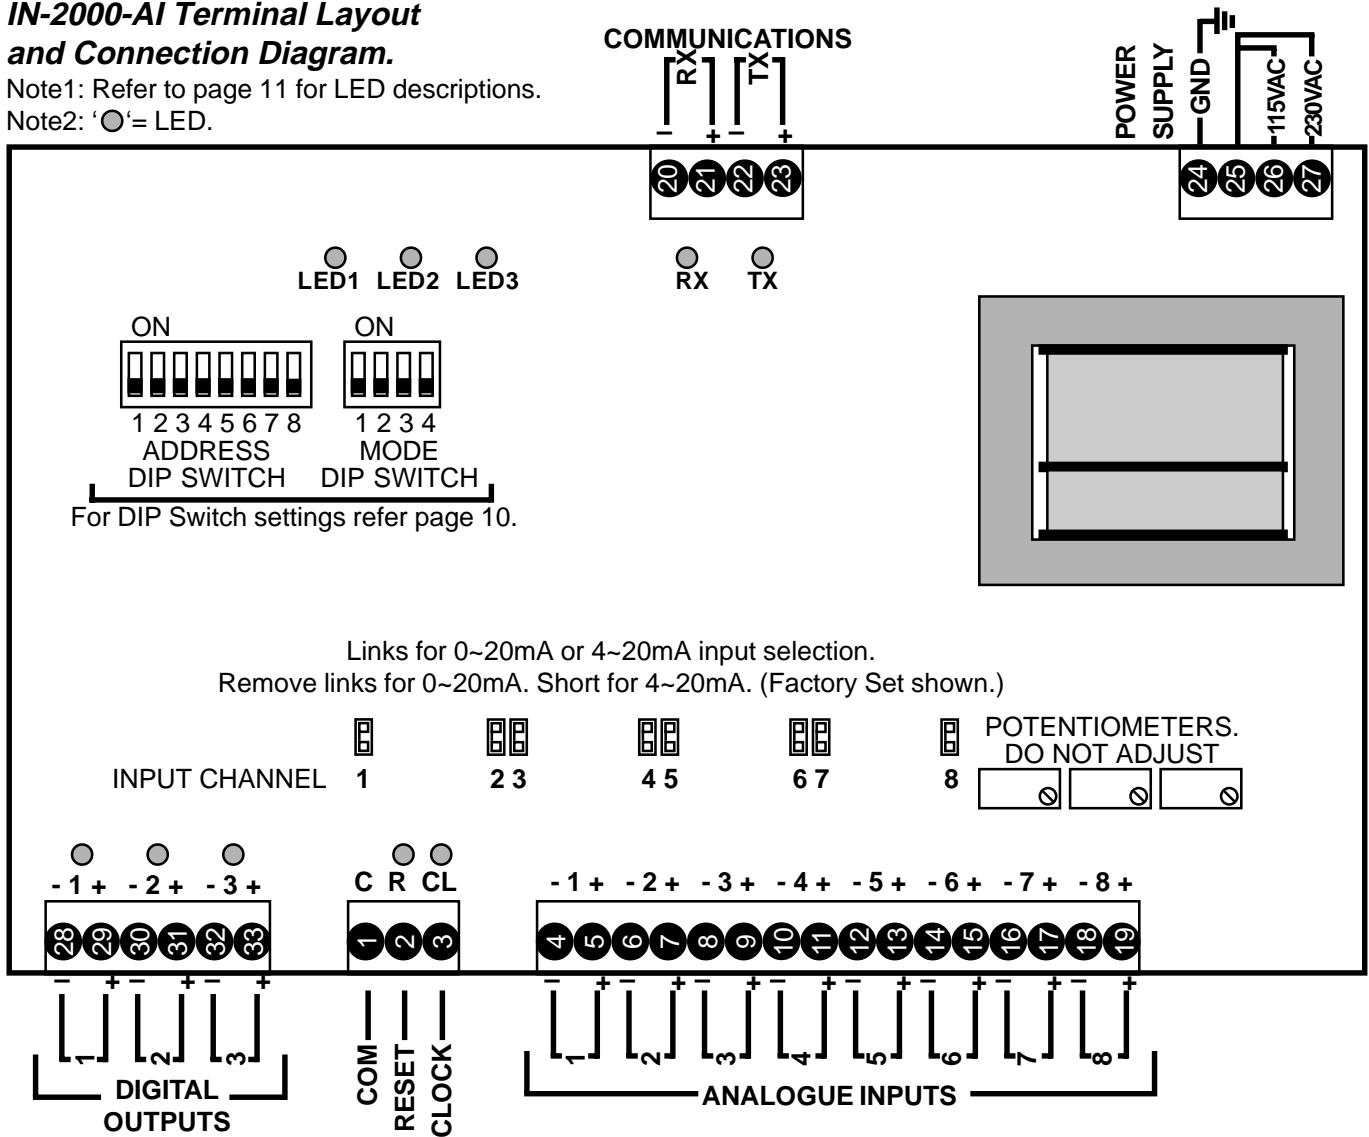 IN-2000-AI Terminal Layout
and Connection Diagram.
Note1: Refer to page 11 for LED descriptions.
Note2: ‘ ‘= LED.
COMMUNICATIONS
RX TX
– + – +
20 21 22 23
RX TX
POWER
SUPPLY
GND
115VAC
230VAC
24 25 26 27
LED1 LED2 LED3
ON
1 2 3 4 5 6 7 8
ADDRESS
DIP SWITCH
ON
1 2 3 4
MODE
DIP SWITCH
For DIP Switch settings refer page 10.
Links for 0~20mA or 4~20mA input selection.
Remove links for 0~20mA. Short for 4~20mA. (Factory Set shown.)
INPUT CHANNEL 1 2 3 4 5 6 7 8
POTENTIOMETERS.
DO NOT ADJUST
- 1 + - 2 + - 3 +
28 29 30 31 32 33
– + – + – +
1 2 3
DIGITAL
OUTPUTS
C R CL
1 2 3
COM
RESET
CLOCK
- 1 + - 2 + - 3 + - 4 + - 5 + - 6 + - 7 + - 8 +
4 5 6 7 8 9 10 11 12 13 14 15 16 17 18 19
– + – + – + – + – + – + – + – +
1 2 3 4 5 6 7 8
ANALOGUE INPUTS